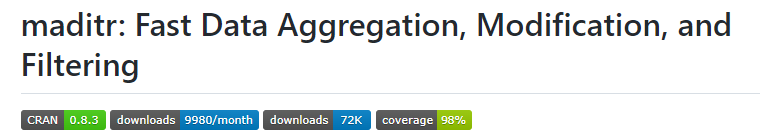 maditr: Fast Data Aggregation, Modification, and
Filtering
CRAN 0.8.3 downloads 9980/month downloads 72K coverage 98%